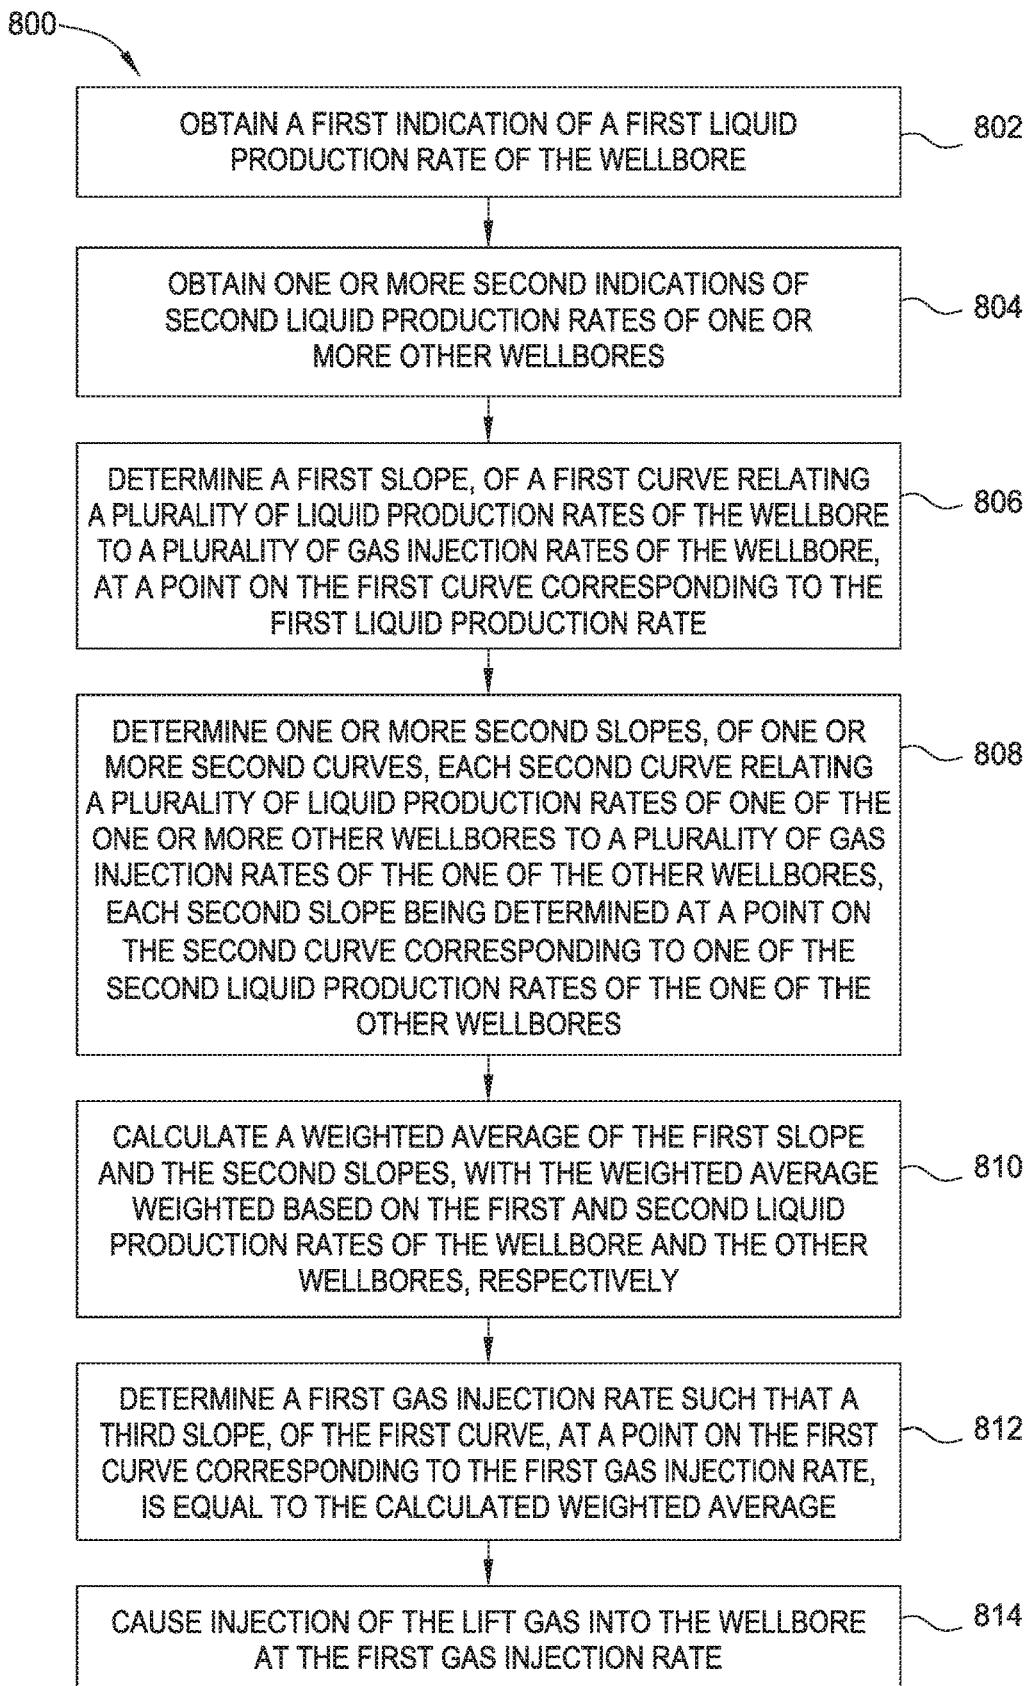 800
OBTAIN A FIRST INDICATION OF A FIRST LIQUID
PRODUCTION RATE OF THE WELLBORE
802
OBTAIN ONE OR MORE SECOND INDICATIONS OF
SECOND LIQUID PRODUCTION RATES OF ONE OR
MORE OTHER WELLBORES
804
DETERMINE A FIRST SLOPE, OF A FIRST CURVE RELATING
A PLURALITY OF LIQUID PRODUCTION RATES OF THE WELLBORE
TO A PLURALITY OF GAS INJECTION RATES OF THE WELLBORE,
AT A POINT ON THE FIRST CURVE CORRESPONDING TO THE
FIRST LIQUID PRODUCTION RATE
806
DETERMINE ONE OR MORE SECOND SLOPES, OF ONE OR
MORE SECOND CURVES, EACH SECOND CURVE RELATING
A PLURALITY OF LIQUID PRODUCTION RATES OF ONE OF THE
ONE OR MORE OTHER WELLBORES TO A PLURALITY OF GAS
INJECTION RATES OF THE ONE OF THE OTHER WELLBORES,
EACH SECOND SLOPE BEING DETERMINED AT A POINT ON
THE SECOND CURVE CORRESPONDING TO ONE OF THE
SECOND LIQUID PRODUCTION RATES OF THE ONE OF THE
OTHER WELLBORES
808
CALCULATE A WEIGHTED AVERAGE OF THE FIRST SLOPE
AND THE SECOND SLOPES, WITH THE WEIGHTED AVERAGE
WEIGHTED BASED ON THE FIRST AND SECOND LIQUID
PRODUCTION RATES OF THE WELLBORE AND THE OTHER
WELLBORES, RESPECTIVELY
810
DETERMINE A FIRST GAS INJECTION RATE SUCH THAT A
THIRD SLOPE, OF THE FIRST CURVE, AT A POINT ON THE FIRST
CURVE CORRESPONDING TO THE FIRST GAS INJECTION RATE,
IS EQUAL TO THE CALCULATED WEIGHTED AVERAGE
812
CAUSE INJECTION OF THE LIFT GAS INTO THE WELLBORE
AT THE FIRST GAS INJECTION RATE
814